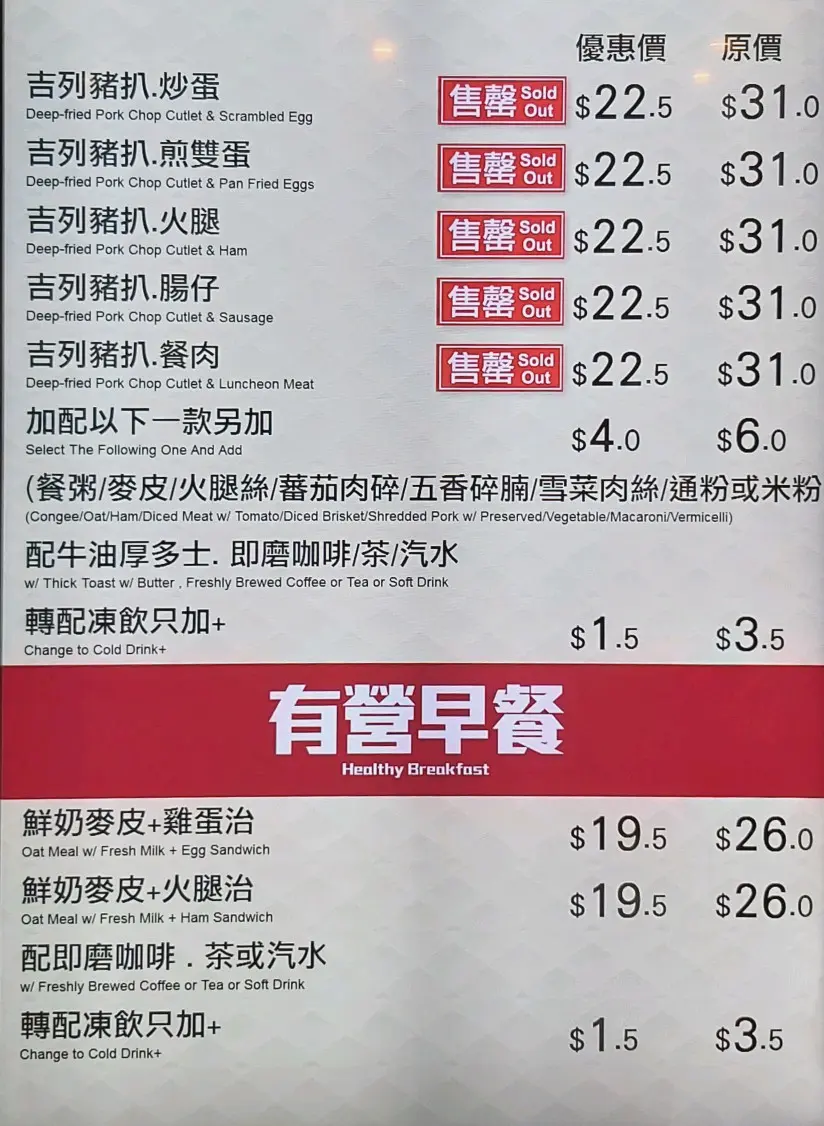 優惠價 原價
吉列豬扒.炒蛋 售罄 Sold Out $22.5 $31.0
Deep-fried Pork Chop Cutlet & Scrambled Egg
吉列豬扒.煎雙蛋 售罄 Sold Out $22.5 $31.0
Deep-fried Pork Chop Cutlet & Pan Fried Eggs
吉列豬扒.火腿 售罄 Sold Out $22.5 $31.0
Deep-fried Pork Chop Cutlet & Ham
吉列豬扒.腸仔 售罄 Sold Out $22.5 $31.0
Deep-fried Pork Chop Cutlet & Sausage
吉列豬扒.餐肉 售罄 Sold Out $22.5 $31.0
Deep-fried Pork Chop Cutlet & Luncheon Meat
加配以下一款另加 $4.0 $6.0
Select The Following One And Add
(餐粥/麥皮/火腿絲/蕃茄肉碎/五香碎腩/雪菜肉絲/通粉或米粉
(Congee/Oat/Ham/Diced Meat w/ Tomato/Diced Brisket/Shredded Pork w/ Preserved/Vegetable/Macaroni/Vermicelli)
配牛油厚多士. 即磨咖啡/茶/汽水
w/ Thick Toast w/ Butter . Freshly Brewed Coffee or Tea or Soft Drink
轉配凍飲只加+ $1.5 $3.5
Change to Cold Drink+
有營早餐
Healthy Breakfast
鮮奶麥皮+雞蛋治 $19.5 $26.0
Oat Meal w/ Fresh Milk + Egg Sandwich
鮮奶麥皮+火腿治 $19.5 $26.0
Oat Meal w/ Fresh Milk + Ham Sandwich
配即磨咖啡 . 茶或汽水
w/ Freshly Brewed Coffee or Tea or Soft Drink
轉配凍飲只加+ $1.5 $3.5
Change to Cold Drink+